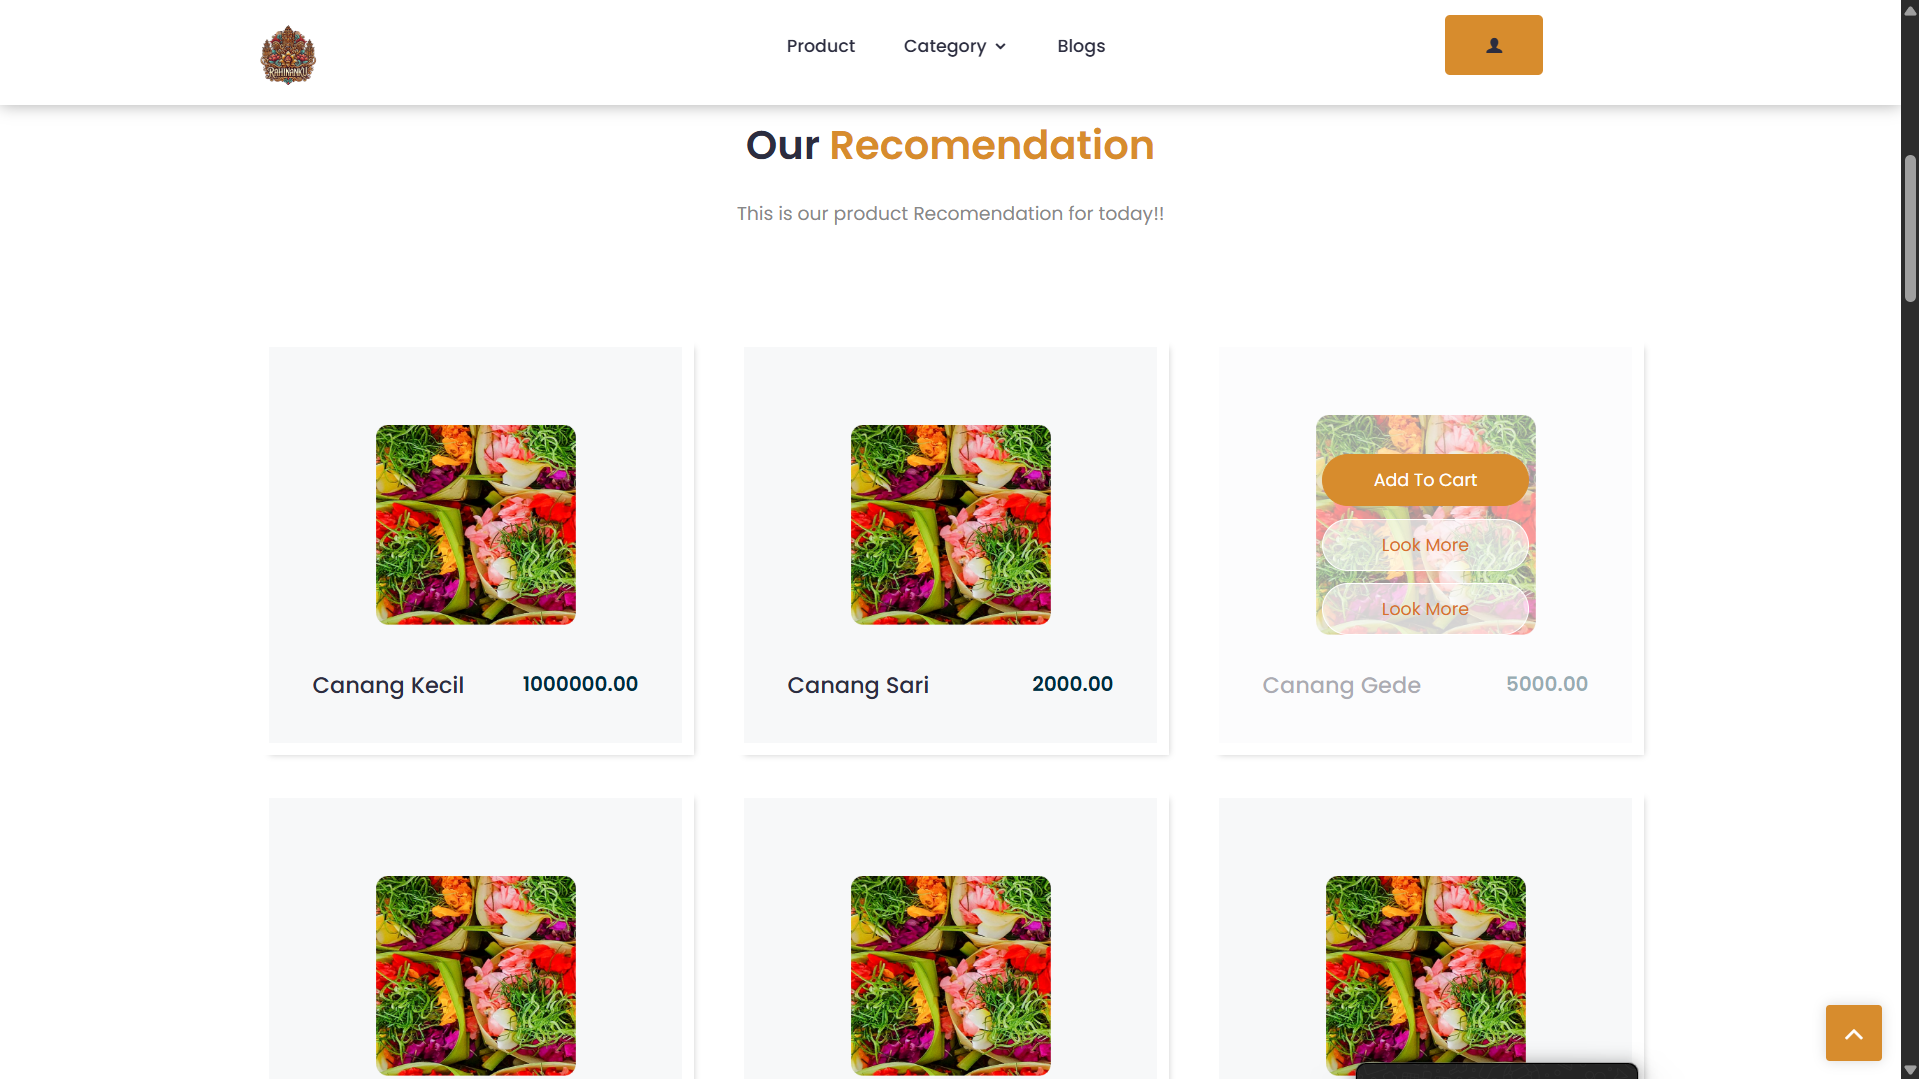 RAHINANKU
Product
Category
Blogs
Our Recomendation
This is our product Recomendation for today!!
Add To Cart
Look More
Look More
Canang Kecil
1000000.00
Canang Sari
2000.00
Canang Gede
5000.00